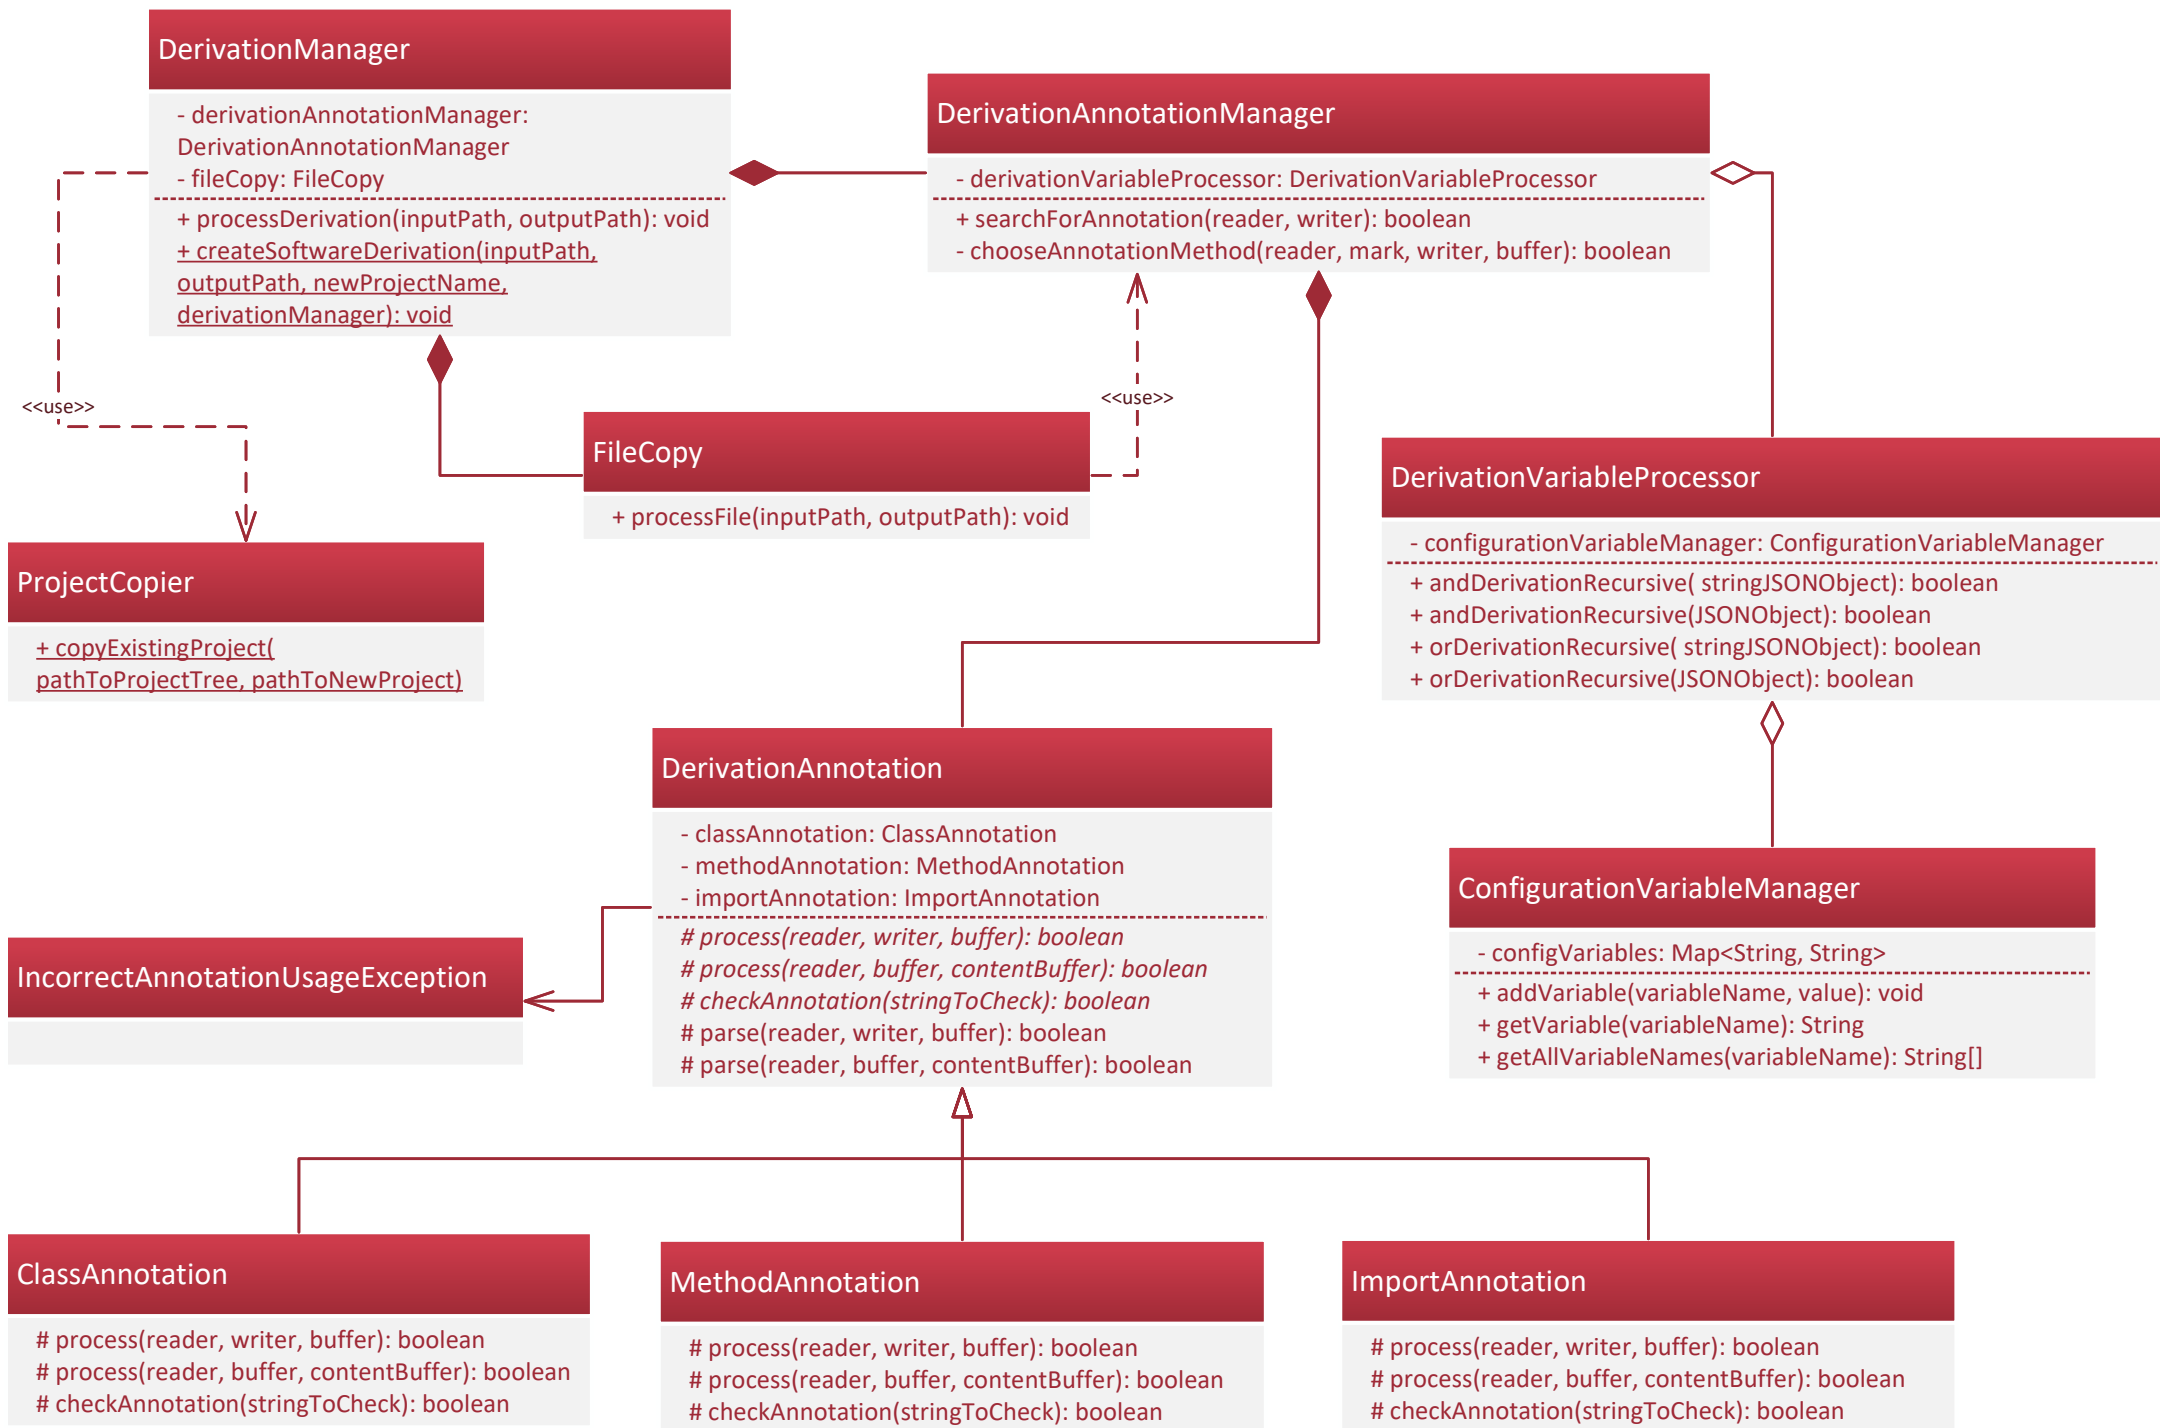 DerivationManager
- derivationAnnotationManager:
DerivationAnnotationManager
- fileCopy: FileCopy
+ processDerivation(inputPath, outputPath): void
+ createSoftwareDerivation(inputPath,
outputPath, newProjectName,
derivationManager): void
DerivationAnnotationManager
- derivationVariableProcessor: DerivationVariableProcessor
+ searchForAnnotation(reader, writer): boolean
- chooseAnnotationMethod(reader, mark, writer, buffer): boolean
<<use>>
<<use>>
FileCopy
+ processFile(inputPath, outputPath): void
DerivationVariableProcessor
- configurationVariableManager: ConfigurationVariableManager
+ andDerivationRecursive( stringJSONObject): boolean
+ andDerivationRecursive(JSONObject): boolean
+ orDerivationRecursive( stringJSONObject): boolean
+ orDerivationRecursive(JSONObject): boolean
ProjectCopier
+ copyExistingProject(
pathToProjectTree, pathToNewProject)
DerivationAnnotation
- classAnnotation: ClassAnnotation
- methodAnnotation: MethodAnnotation
- importAnnotation: ImportAnnotation
# process(reader, writer, buffer): boolean
# process(reader, buffer, contentBuffer): boolean
# checkAnnotation(stringToCheck): boolean
# parse(reader, writer, buffer): boolean
# parse(reader, buffer, contentBuffer): boolean
ConfigurationVariableManager
- configVariables: Map<String, String>
+ addVariable(variableName, value): void
+ getVariable(variableName): String
+ getAllVariableNames(variableName): String[]
IncorrectAnnotationUsageException
ClassAnnotation
# process(reader, writer, buffer): boolean
# process(reader, buffer, contentBuffer): boolean
# checkAnnotation(stringToCheck): boolean
MethodAnnotation
# process(reader, writer, buffer): boolean
# process(reader, buffer, contentBuffer): boolean
# checkAnnotation(stringToCheck): boolean
ImportAnnotation
# process(reader, writer, buffer): boolean
# process(reader, buffer, contentBuffer): boolean
# checkAnnotation(stringToCheck): boolean